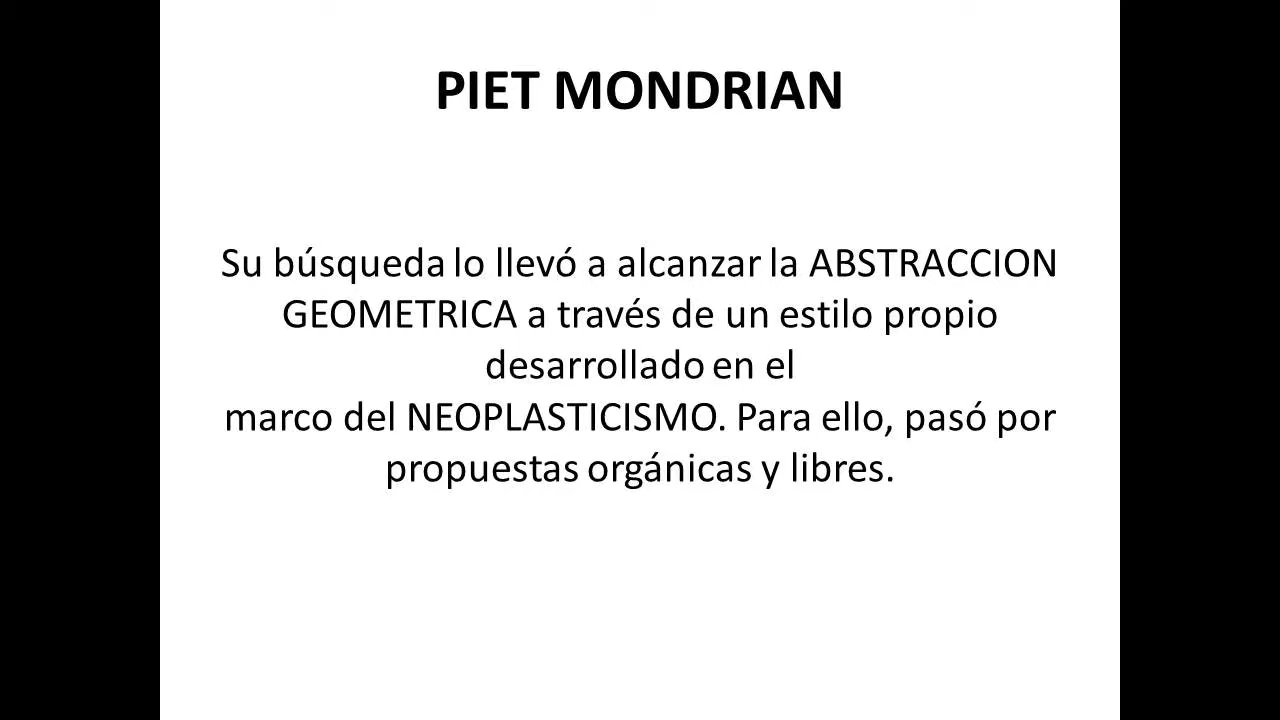 PIET MONDRIAN
Su búsqueda lo llevó a alcanzar la ABSTRACCION
GEOMETRICA a través de un estilo propio
desarrollado en el
marco del NEOPLASTICISMO. Para ello, pasó por
propuestas orgánicas y libres.